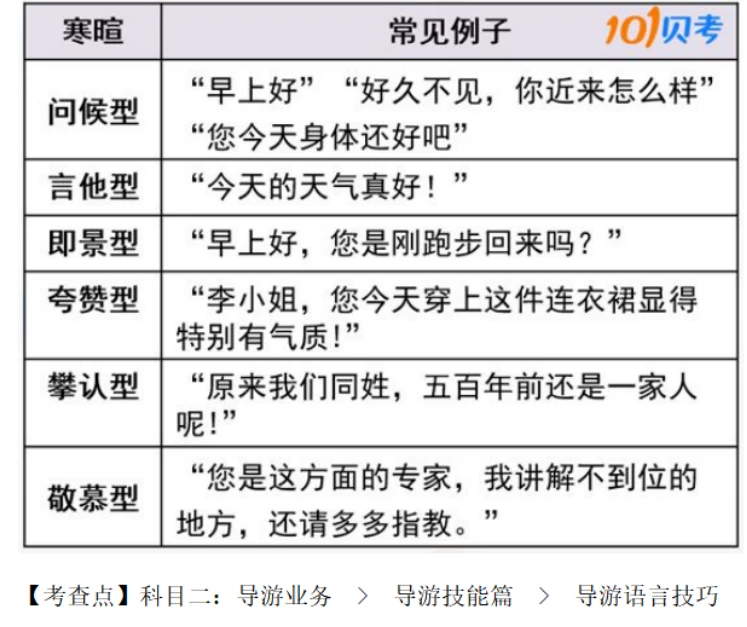 寒暄 常见例子 101贝考
问候型 “早上好” “好久不见，你近来怎么样”
“您今天身体还好吧”
言他型 “今天的天气真好！”
即景型 “早上好，您是刚跑步回来吗？”
夸赞型 “李小姐，您今天穿上这件连衣裙显得
特别有气质!”
攀认型 “原来我们同姓，五百年前还是一家人
呢!”
敬慕型 “您是这方面的专家，我讲解不到位的
地方，还请多多指教。”
【考查点】科目二：导游业务 > 导游技能篇 > 导游语言技巧